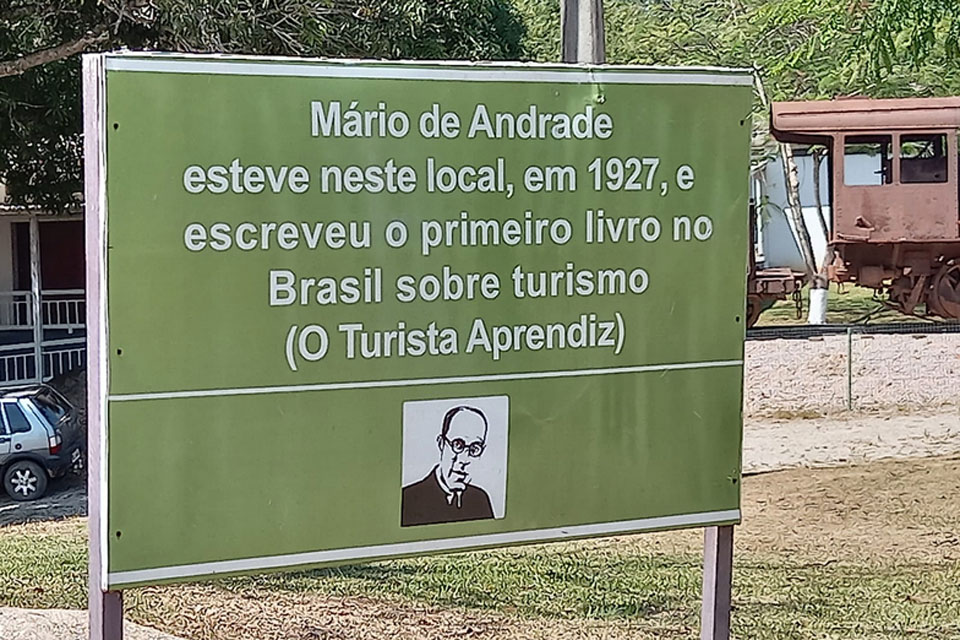 Mário de Andrade
esteve neste local, em 1927, e
escreveu o primeiro livro no
Brasil sobre turismo
(O Turista Aprendiz)